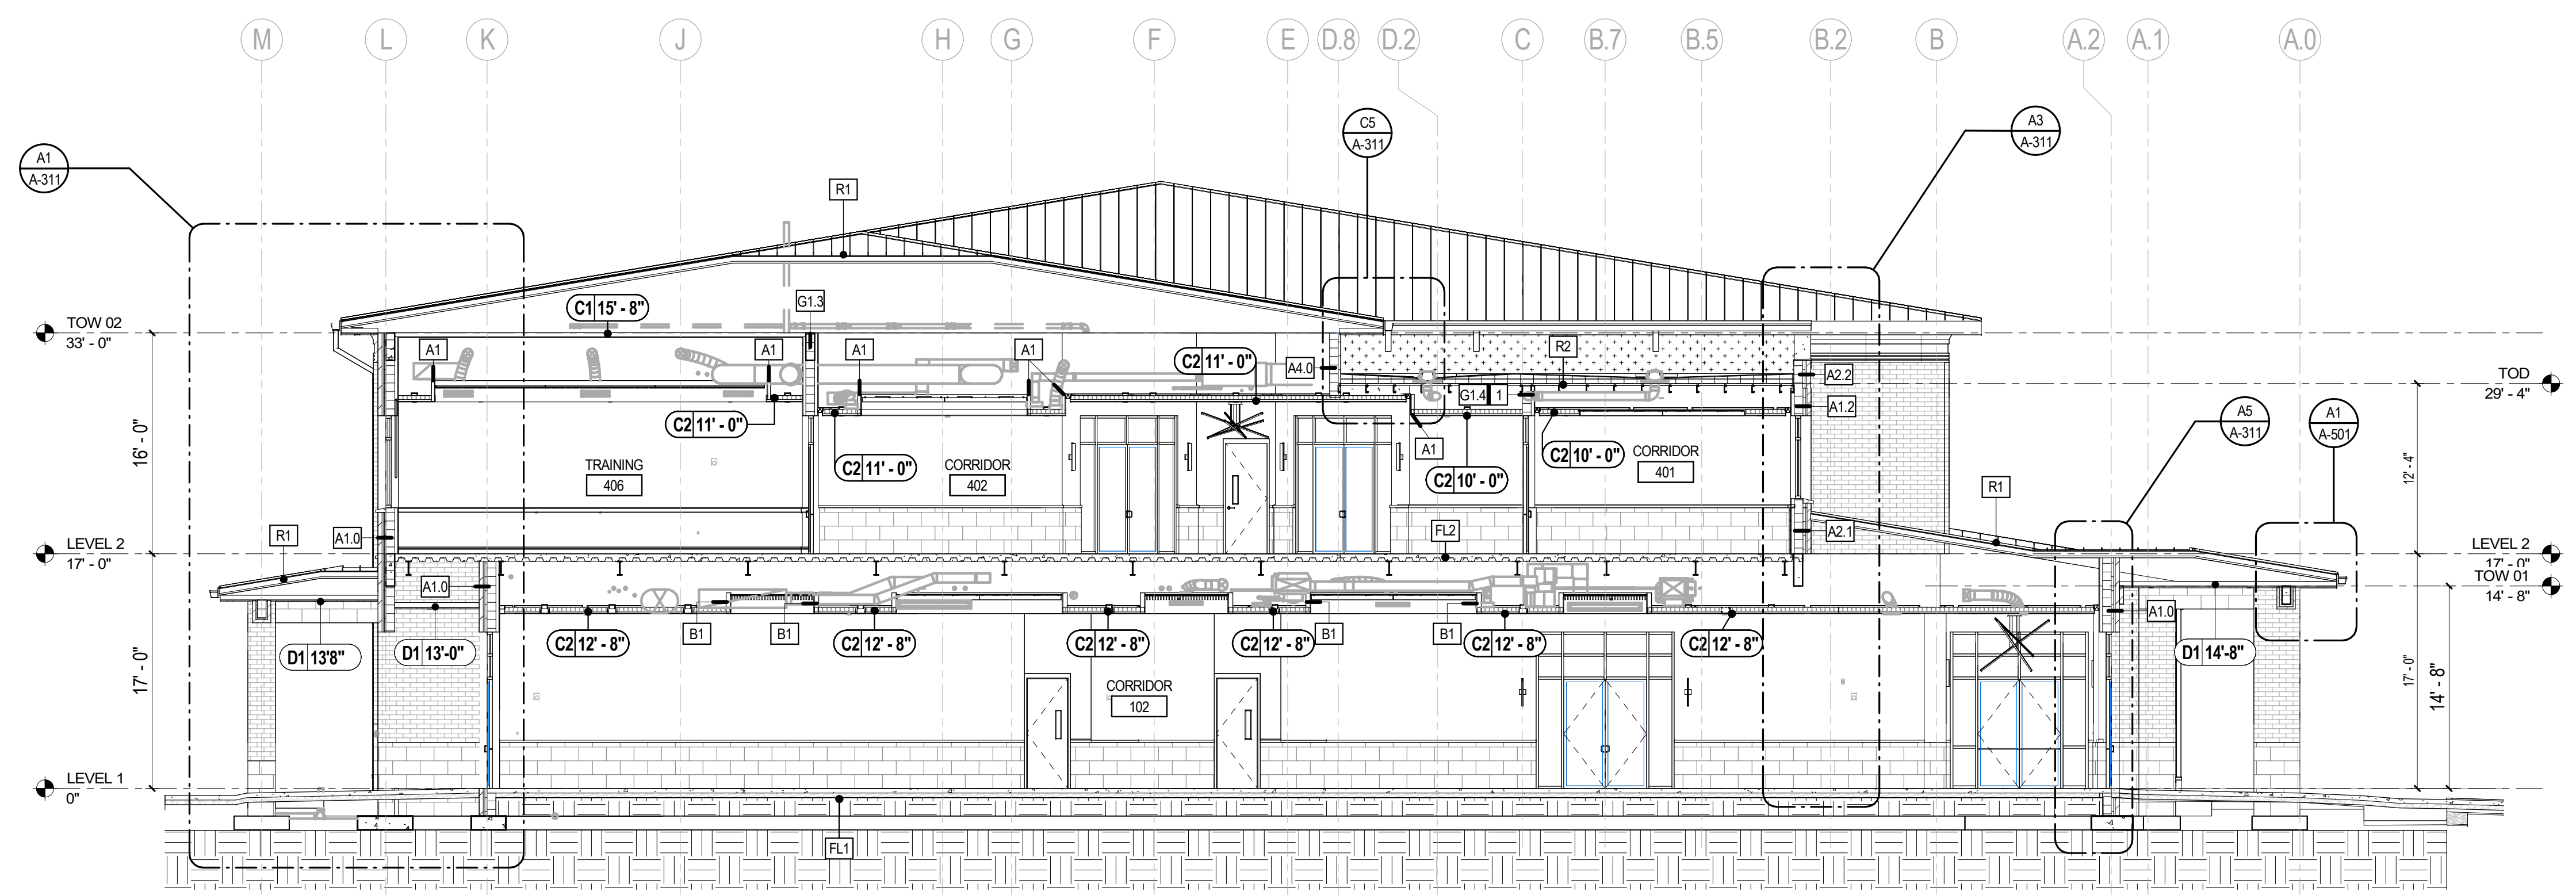 M L K J H G F E D.8 D.2 C B.7 B.5 B.2 B A.2 A.1 A.0
A1
A-311
C5
A-311
A3
A-311
R1
TOW 02
33' - 0"
C1 15' - 8"
G1.3
A1
A1
A1
A1
C2 11' - 0"
A4.0
R2
A2.2
TOD
29' - 4"
G1.4 1
A1.2
A5
A-311
A1
A-501
C2 11' - 0"
16' - 0"
TRAINING
406
C2 11' - 0"
CORRIDOR
402
A1
C2 10' - 0"
C2 10' - 0"
CORRIDOR
401
12' - 4"
R1
R1
A1.0
FL2
A2.1
LEVEL 2
17' - 0"
LEVEL 2
17' - 0"
TOW 01
14' - 8"
A1.0
A1.0
B1
B1
B1
B1
D1 13'8"
D1 13'-0"
C2 12' - 8"
C2 12' - 8"
C2 12' - 8"
C2 12' - 8"
C2 12' - 8"
C2 12' - 8"
D1 14'-8"
17' - 0"
CORRIDOR
102
17' - 0"
14' - 8"
LEVEL 1
0"
FL1